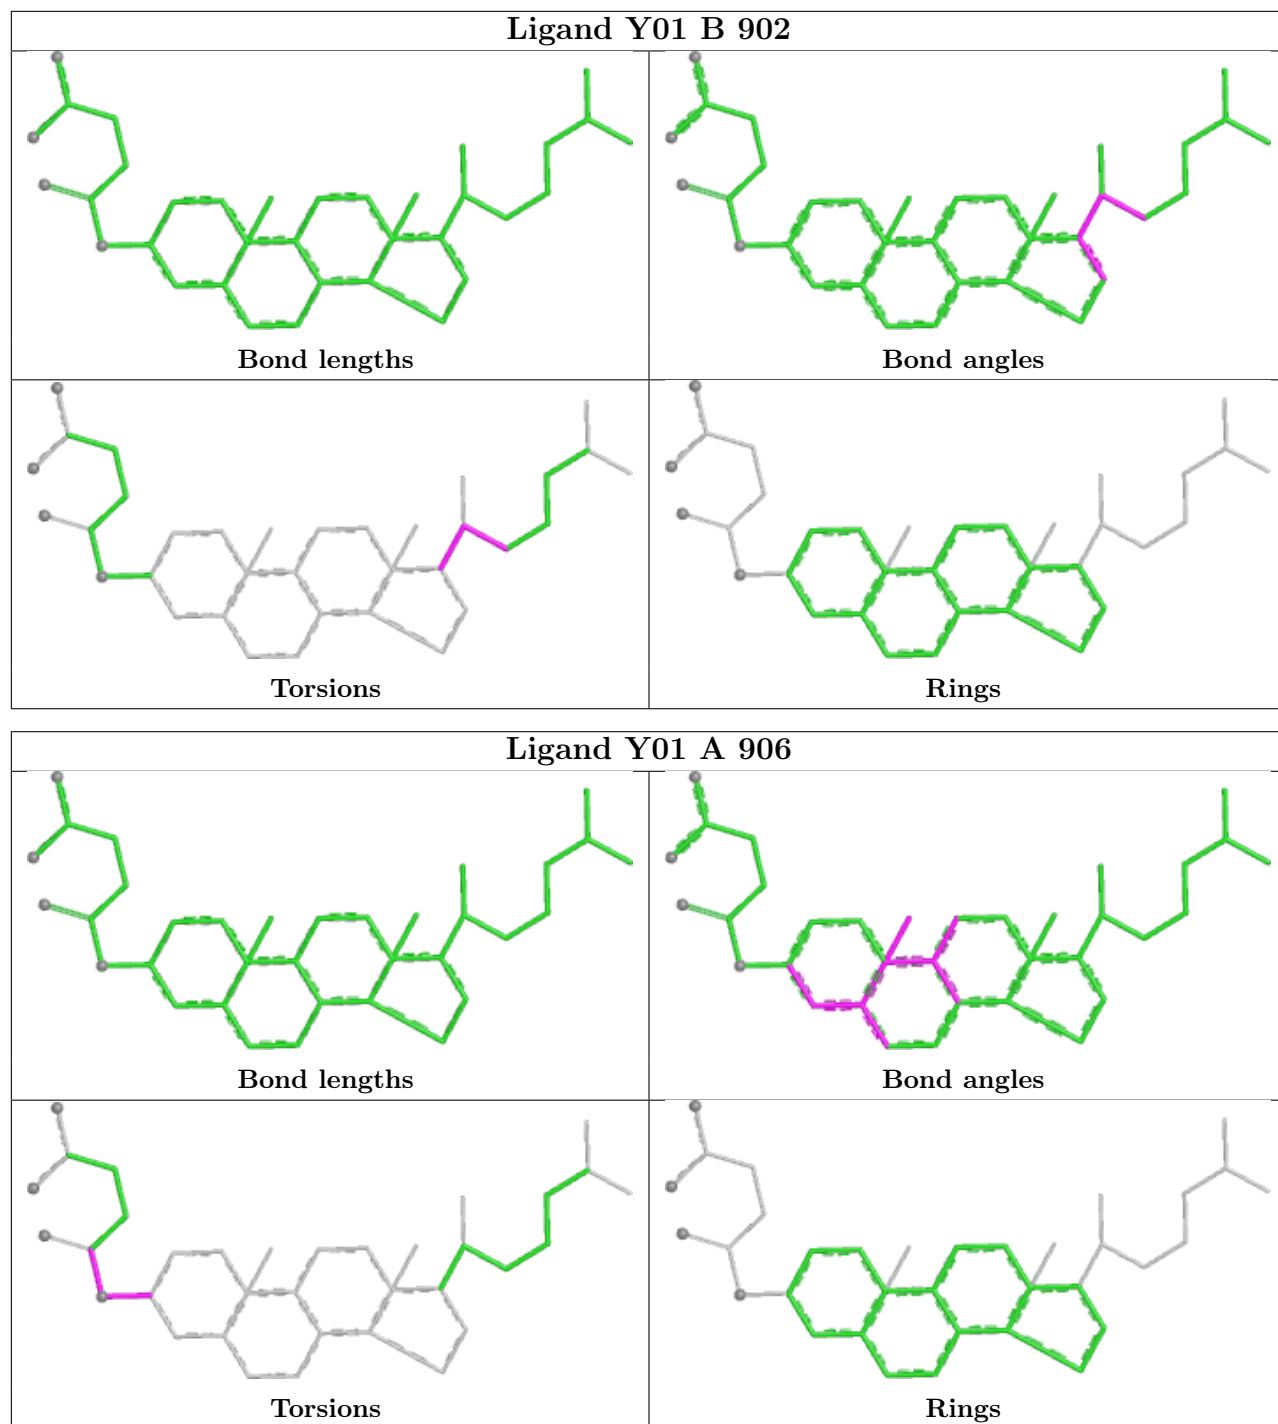 Ligand Y01 B 902
Bond lengths
Bond angles
Torsions
Rings
Ligand Y01 A 906
Bond lengths
Bond angles
Torsions
Rings